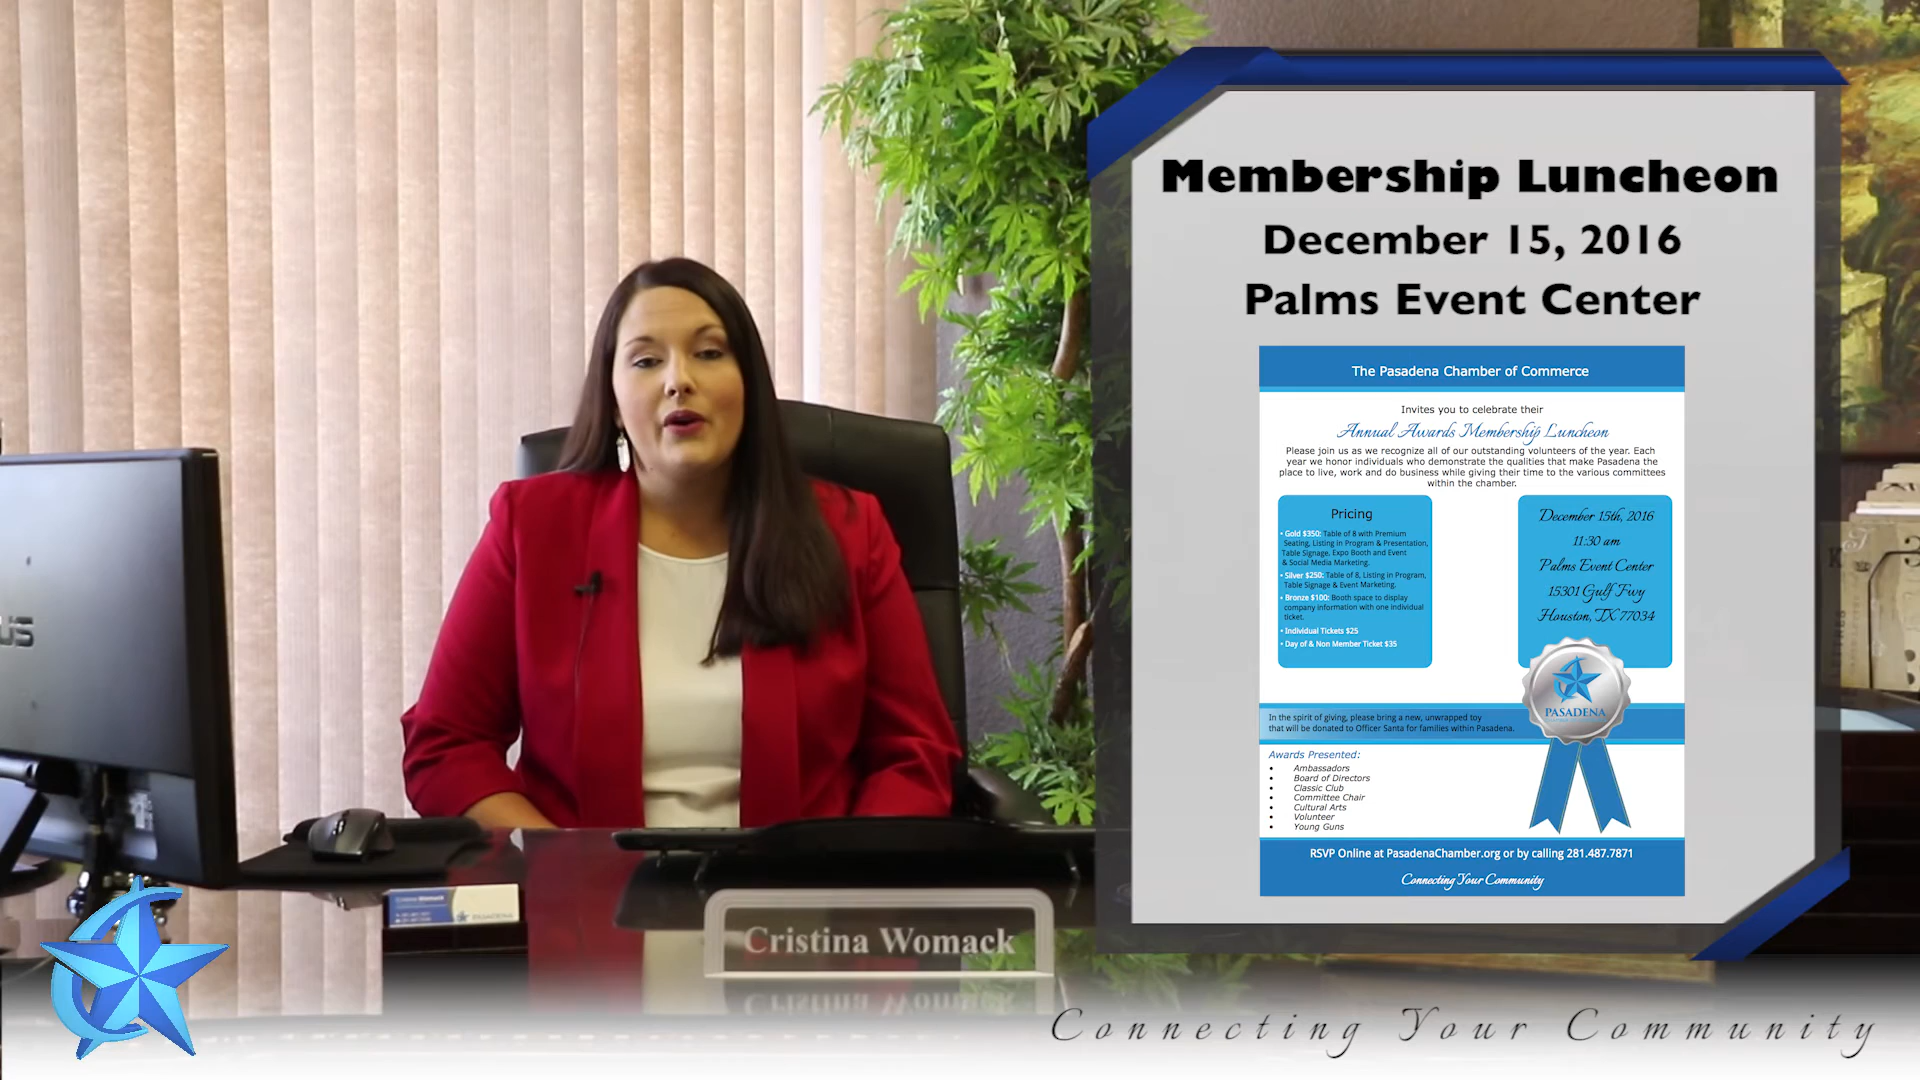 Membership Luncheon
December 15, 2016
Palms Event Center
The Pasadena Chamber of Commerce
Invites you to celebrate their
Annual Awards Membership Luncheon
Please join us as we recognize all of our outstanding volunteers of the year. Each
year we honor individuals who demonstrate the qualities that make Pasadena the
place to live, work and do business while giving their time to the various committees
within the chamber.
Pricing
• Gold $350: Table of 8 with Premium
Seating, Listing in Program & Presentation,
Table Signage, Expo Booth and Event
& Social Media Marketing.
• Silver $250: Table of 8, Listing in Program,
Table Signage & Event Marketing.
• Bronze $100: Booth space to display
company information with one individual
ticket.
• Individual Tickets $25
• Day of & Non Member Ticket $35
December 15th, 2016
11:30 am
Palms Event Center
15301 Gulf Fwy
Houston, TX 77034
PASADENA
In the spirit of giving, please bring a new, unwrapped toy
that will be donated to Officer Santa for families within Pasadena.
Awards Presented:
• Ambassadors
• Board of Directors
• Classic Club
• Committee Chair
• Cultural Arts
• Volunteer
• Young Guns
RSVP Online at PasadenaChamber.org or by calling 281.487.7871
Connecting Your Community
US
PASADENA
Cristina Womack
Connecting Your Community